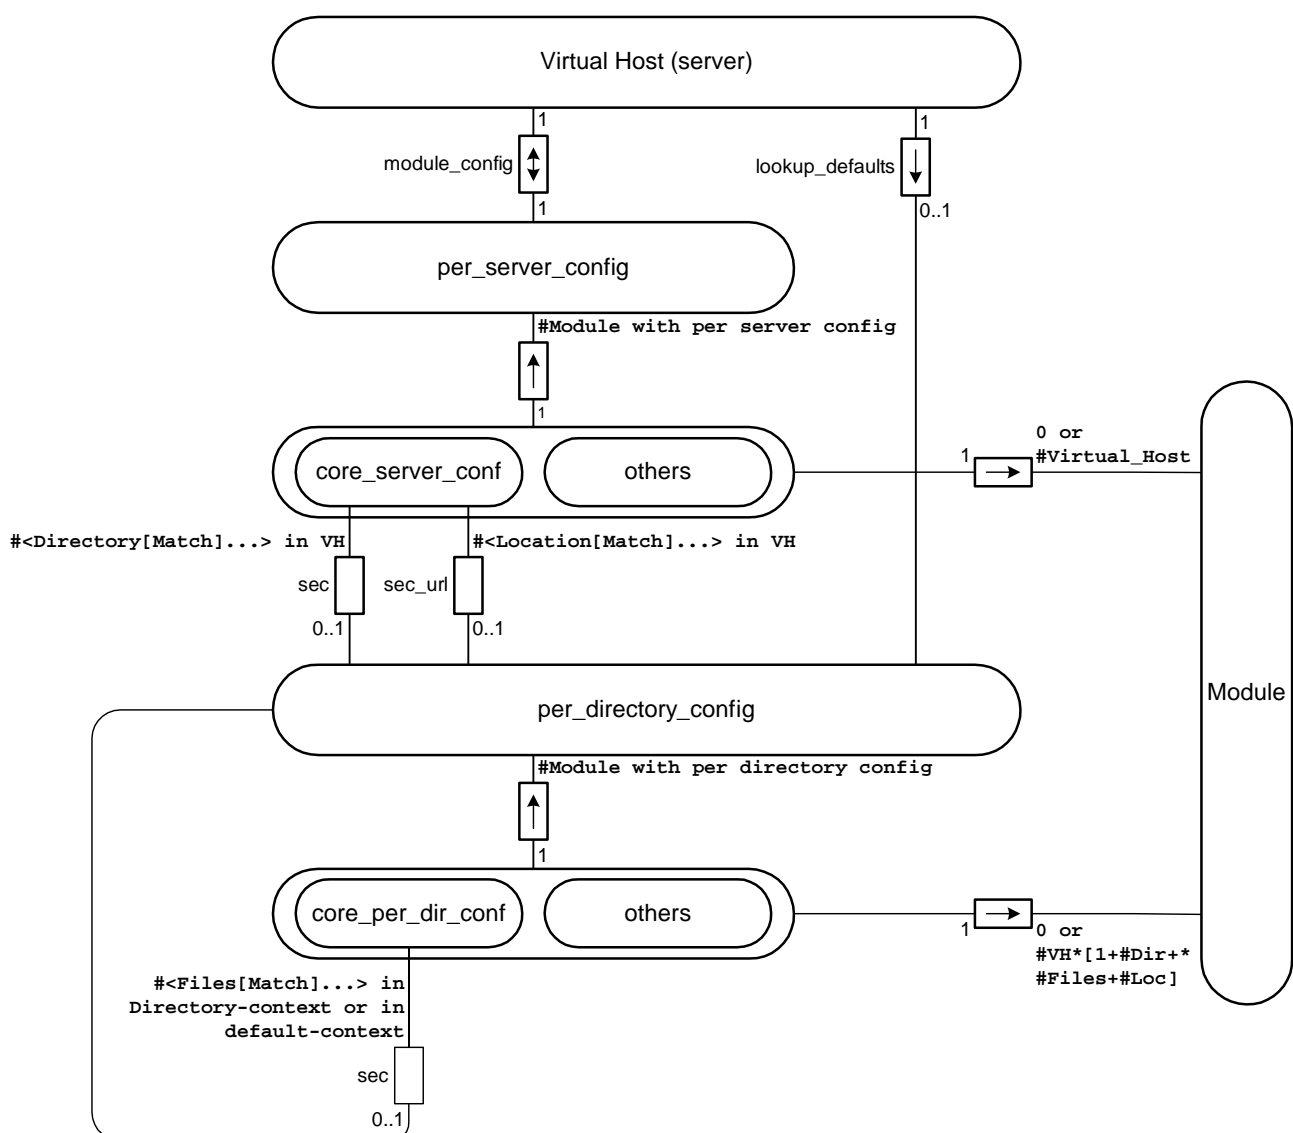 Virtual Host (server)
1
1
module_config
lookup_defaults
1
0..1
per_server_config
#Module with per server config
1
0 or
#Virtual_Host
1
core_server_conf
others
#<Directory[Match]...> in VH
#<Location[Match]...> in VH
sec
sec_url
0..1
0..1
Module
per_directory_config
#Module with per directory config
1
core_per_dir_conf
others
1
0 or
#VH*[1+#Dir+*
#Files+#Loc]
#<Files[Match]...> in
Directory-context or in
default-context
sec
0..1